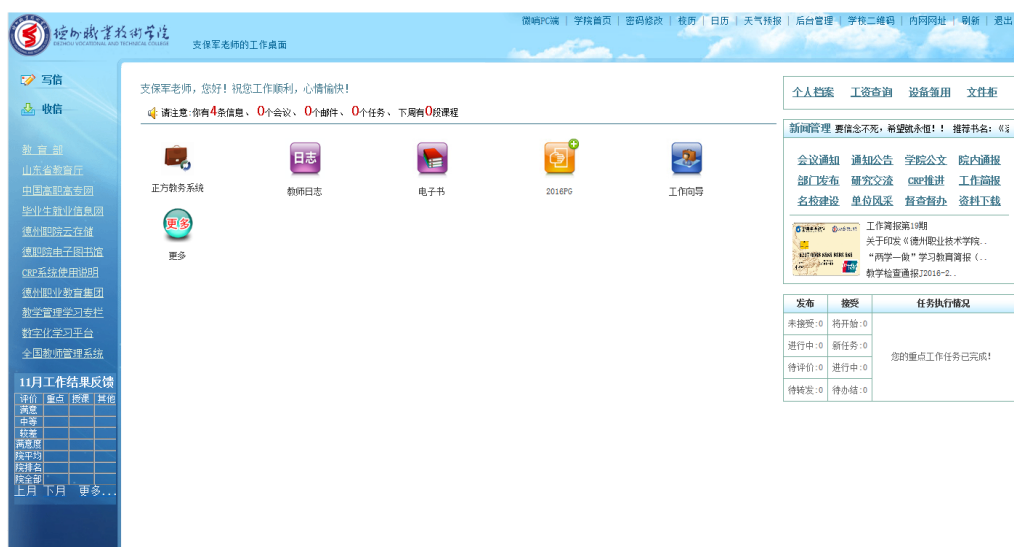 德州职业技术学院
DEZHOU VOCATIONAL AND TECHNICAL COLLEGE
支保军老师的工作桌面
微哨PC端 | 学院首页 | 密码修改 | 校历 | 日历 | 天气预报 | 后台管理 | 学校二维码 | 内网网址 | 刷新 | 退出
写信
收信
教 育 部
山东省教育厅
中国高职高专网
毕业生就业信息网
德州职院云存储
德职院电子图书馆
CRP系统使用说明
德州职业教育集团
教学管理学习专栏
数字化学习平台
全国教师管理系统
11月工作结果反馈
评价 重点 授课 其他
满意
中等
较差
满意度
院平均
院排名
院全部
上月 下月 更多...
支保军老师，您好！祝您工作顺利，心情愉快！
请注意:你有4条信息、 0个会议、 0个邮件、 0个任务、 下周有0段课程
正方教务系统
日志
教师日志
电子书
2016PG
工作向导
更多
更多
个人档案 工资查询 设备领用 文件柜
新闻管理 要信念不死，希望就永恒！！ 推荐书名：
会议通知 通知公告 学院公文 院内通报
部门发布 研究交流 CRP推进 工作简报
名校建设 单位风采 督查督办 资料下载
工作简报第19期
关于印发《德州职业技术学院..
“两学一做”学习教育简报（..
教学检查通报J2016-2..
发布 接受 任务执行情况
未接受:0 将开始:0
进行中:0 新任务:0
您的重点工作任务已完成!
待评价:0 进行中:0
待转发:0 待办结:0